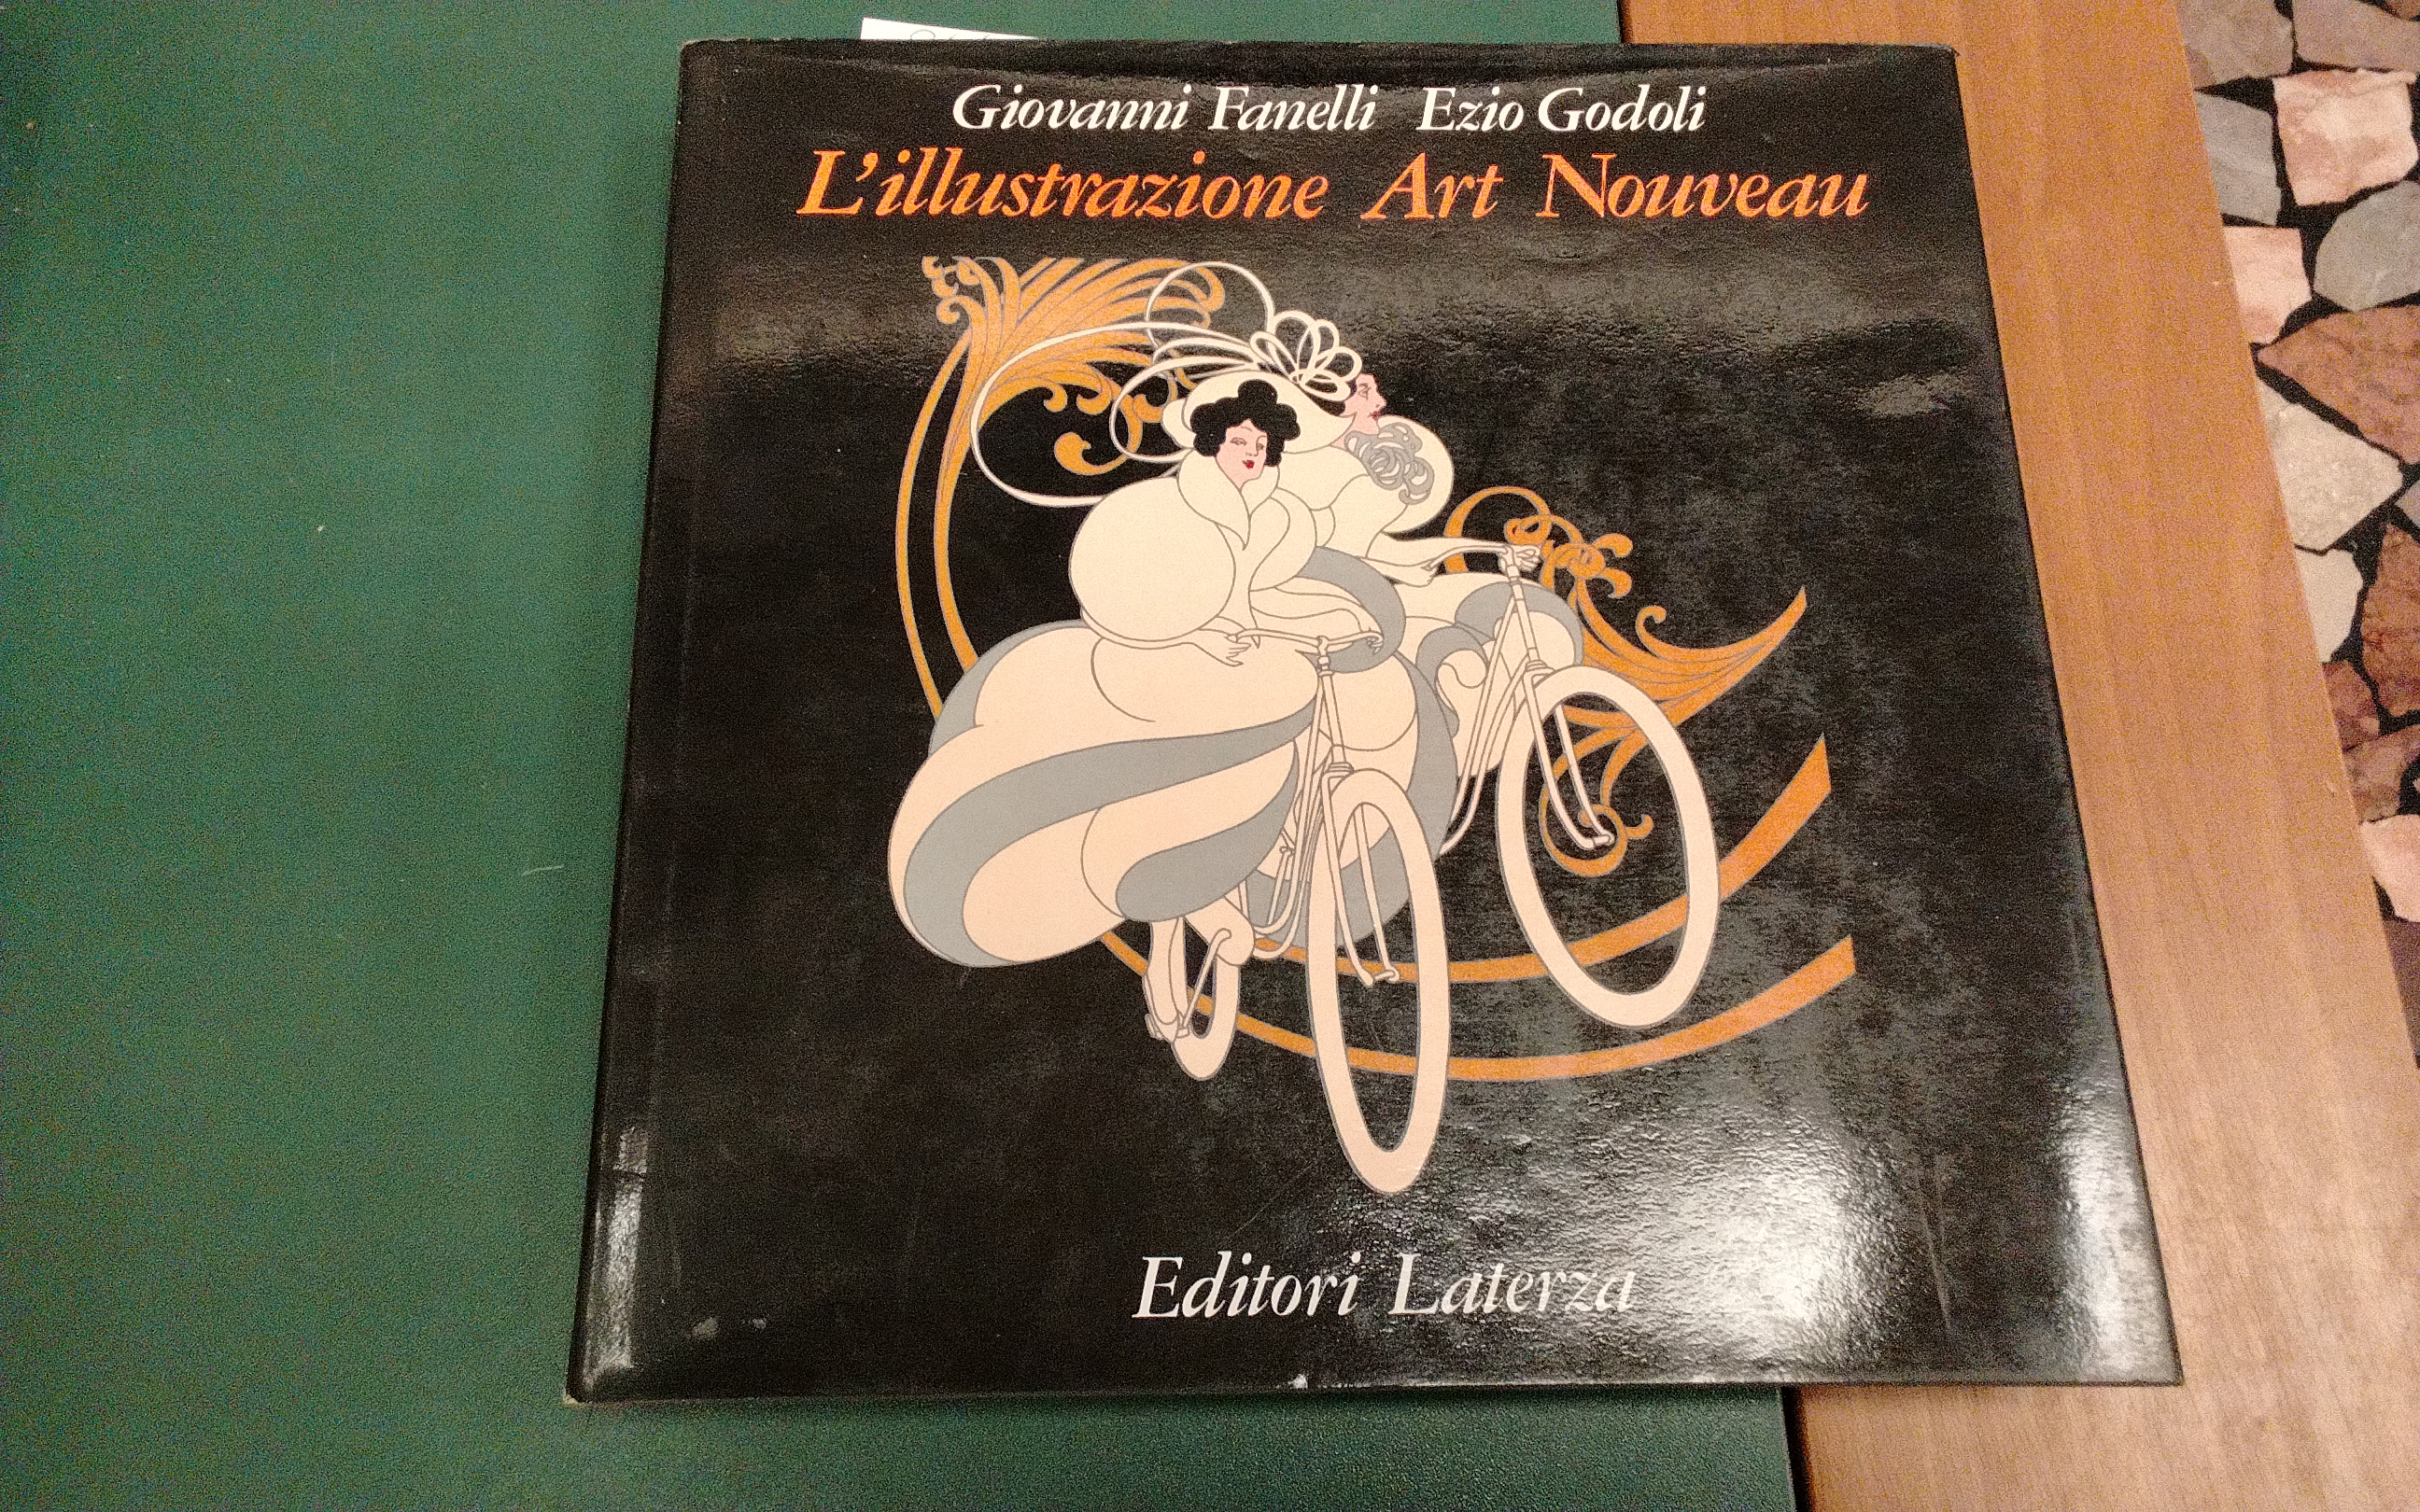 Giovanni Fanelli Ezio Godoli
L'illustrazione Art Nouveau
Editori Laterza